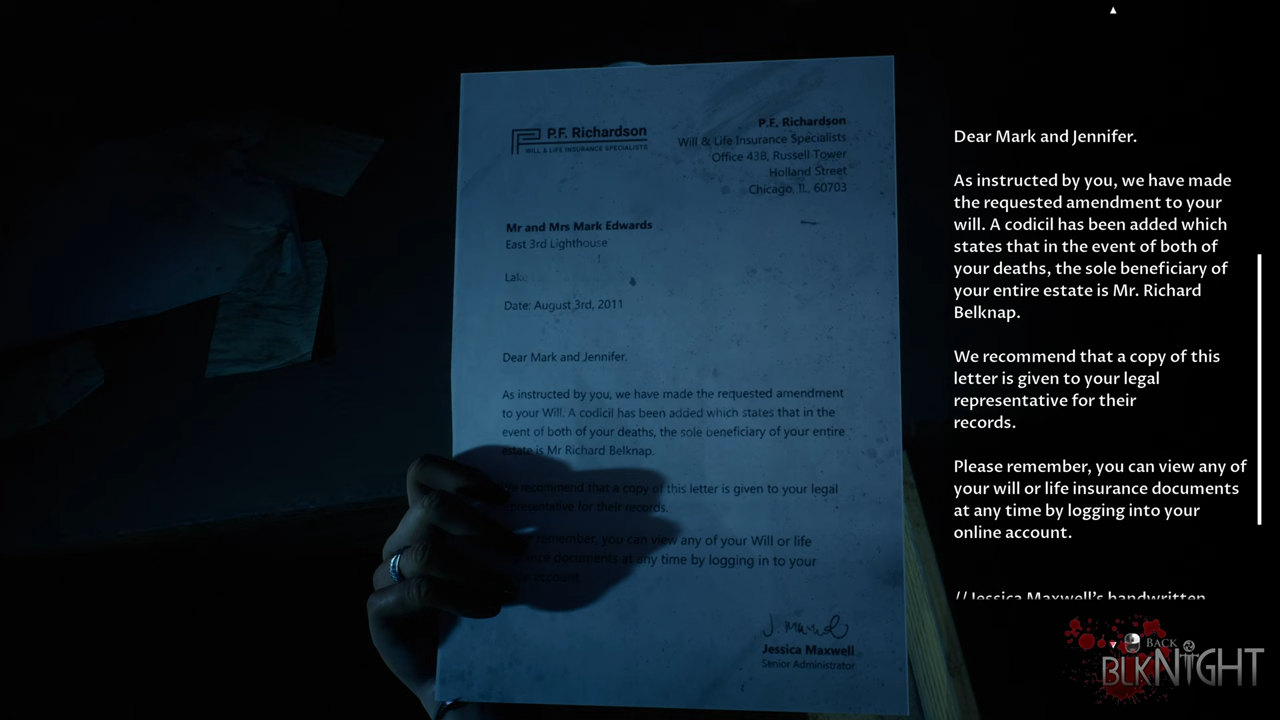 P.F. Richardson
WILL & LIFE INSURANCE SPECIALISTS
P.F. Richardson
Will & Life Insurance Specialists
Office 43B, Russell Tower
Holland Street
Chicago, IL, 60703
Mr and Mrs Mark Edwards
East 3rd Lighthouse
Lake
Date: August 3rd, 2011
Dear Mark and Jennifer,
As instructed by you, we have made the requested amendment
to your Will. A codicil has been added which states that in the
event of both of your deaths, the sole beneficiary of your entire
estate is Mr Richard Belknap.
We recommend that a copy of this letter is given to your legal
representative for their records.
remember, you can view any of your Will or life
documents at any time by logging in to your
account.
J. Maxwell
Jessica Maxwell
Senior Administrator
Dear Mark and Jennifer.
As instructed by you, we have made
the requested amendment to your
will. A codicil has been added which
states that in the event of both of
your deaths, the sole beneficiary of
your entire estate is Mr. Richard
Belknap.
We recommend that a copy of this
letter is given to your legal
representative for their
records.
Please remember, you can view any of
your will or life insurance documents
at any time by logging into your
online account.
// Jessica Maxwell's handwritten
BACK
BLKNIGHT